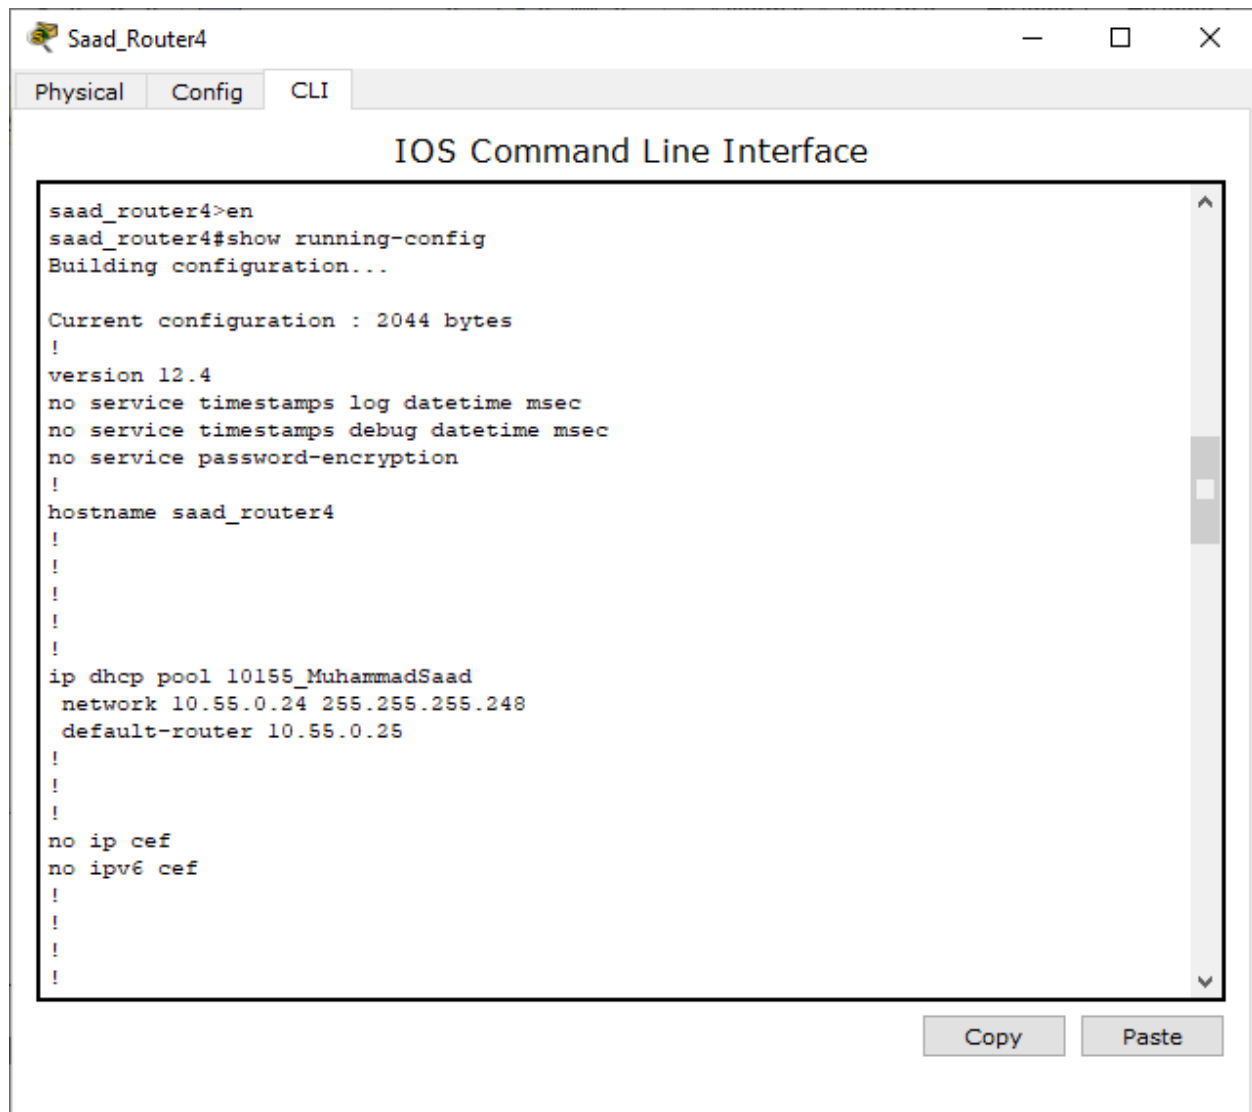 Saad_Router4
Physical Config CLI
IOS Command Line Interface
saad_router4>en
saad_router4#show running-config
Building configuration...
Current configuration : 2044 bytes
!
version 12.4
no service timestamps log datetime msec
no service timestamps debug datetime msec
no service password-encryption
!
hostname saad_router4
!
!
!
!
!
ip dhcp pool 10155_MuhammadSaad
 network 10.55.0.24 255.255.255.248
 default-router 10.55.0.25
!
!
!
no ip cef
no ipv6 cef
!
!
!
!
Copy Paste